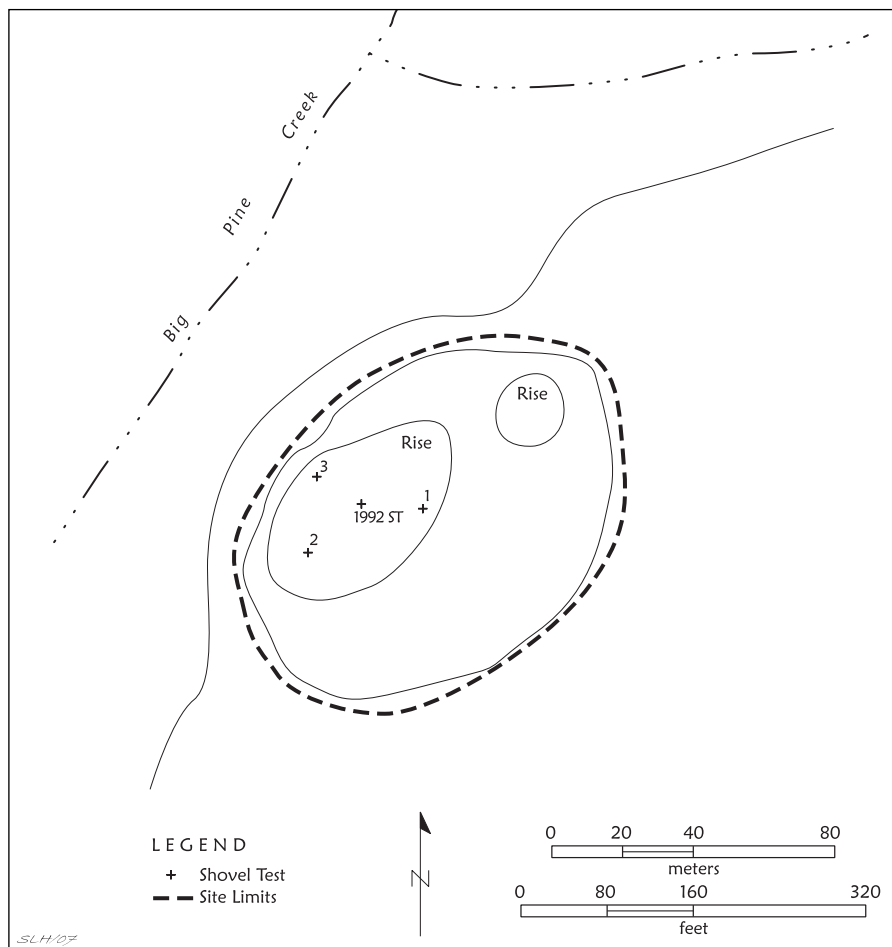 Creek
Pine
Big
Rise
Rise
3
1
1992 ST
2
LEGEND
Shovel Test
Site Limits
N
0 20 40 80
meters
0 80 160 320
feet
SLH/07